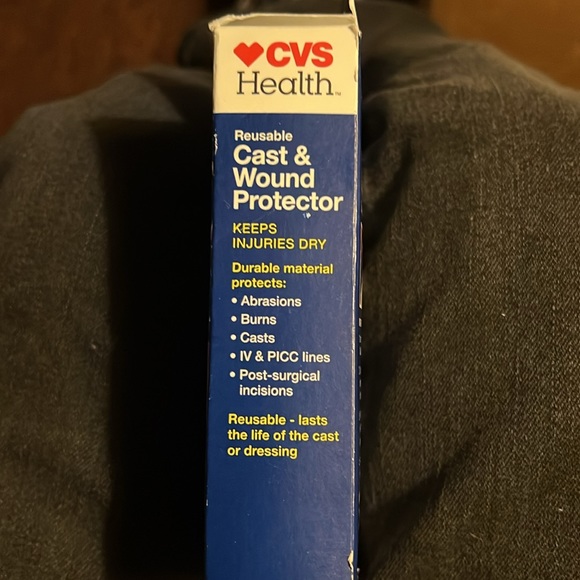 CVS
Health™
Reusable
Cast &
Wound
Protector
KEEPS
INJURIES DRY
Durable material
protects:
• Abrasions
• Burns
• Casts
• IV & PICC lines
• Post-surgical
incisions
Reusable - lasts
the life of the cast
or dressing